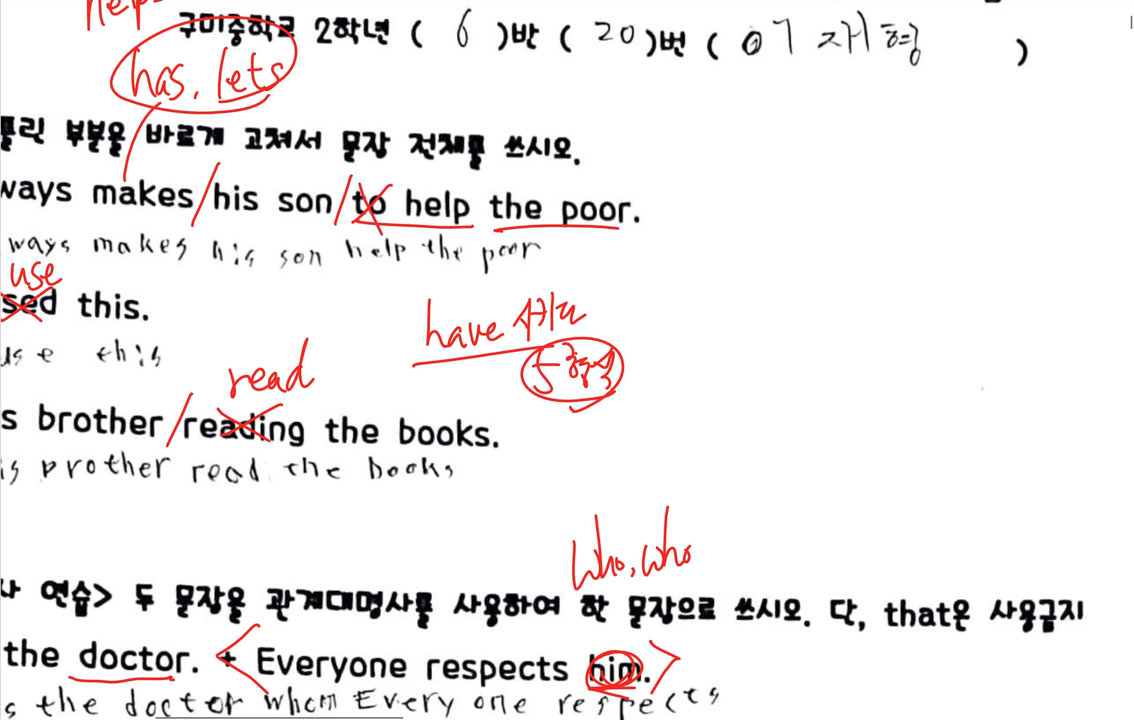 help
구미중학교 2학년 ( 6 )반 ( 20 )번 ( 이재형 )
has, lets
틀린 부분을 바르게 고쳐서 문장 전체를 쓰시오.
ways makes / his son / to help the poor.
ways makes his son help the poor
use
sed this.
use this
have 사역
5형식
read
s brother / reading the books.
is prother read the books
who, who
사 연습> 두 문장을 관계대명사를 사용하여 한 문장으로 쓰시오. 단, that은 사용금지
the doctor. < + Everyone respects him. >
s the doctor whom Every one respects